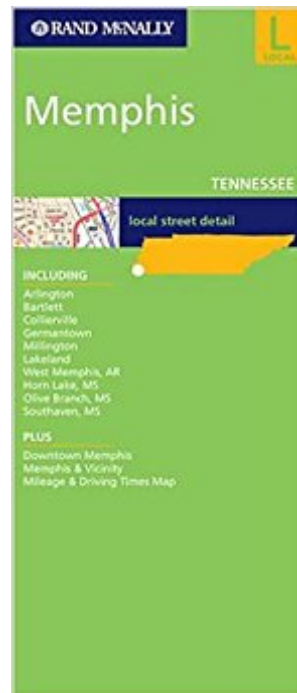 RAND MCNALLY
L
LOCAL
Memphis
TENNESSEE
local street detail
INCLUDING
Arlington
Bartlett
Collierville
Germantown
Millington
Lakeland
West Memphis, AR
Horn Lake, MS
Olive Branch, MS
Southaven, MS
PLUS
Downtown Memphis
Memphis & Vicinity
Mileage & Driving Times Map